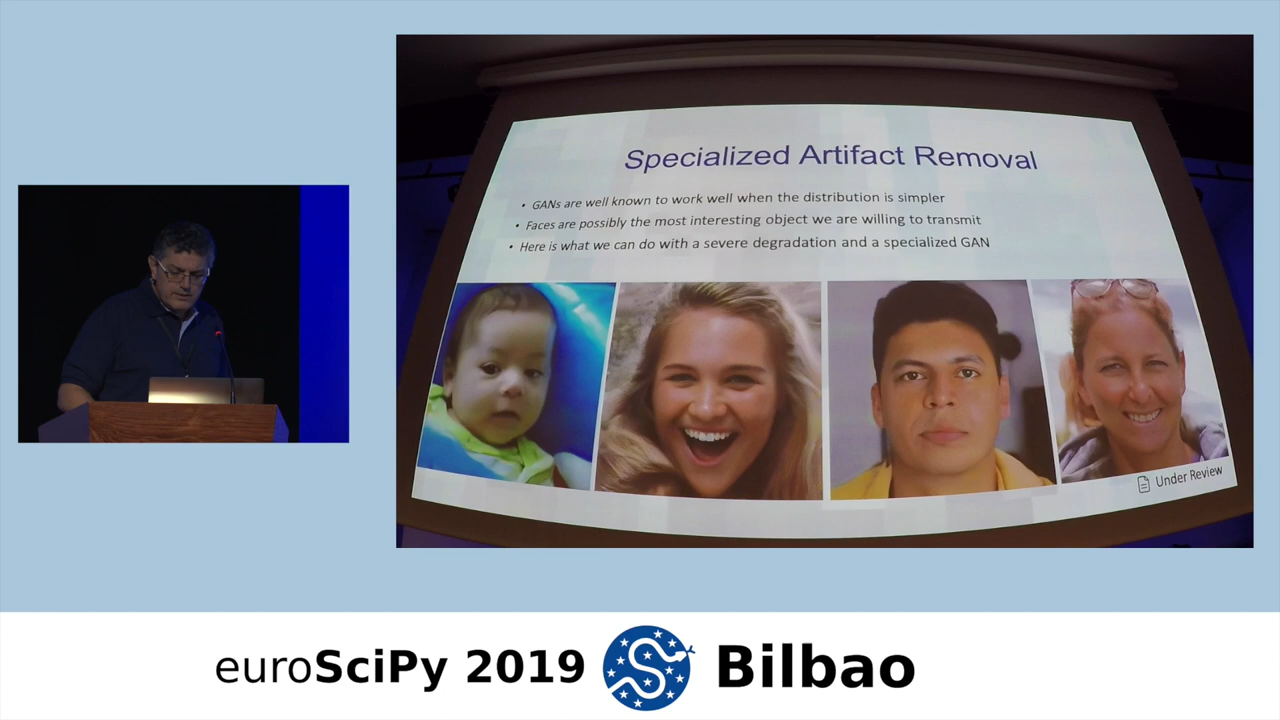 Specialized Artifact Removal
• GANs are well known to work well when the distribution is simpler
• Faces are possibly the most interesting object we are willing to transmit
• Here is what we can do with a severe degradation and a specialized GAN
Under Review
euroSciPy 2019 Bilbao